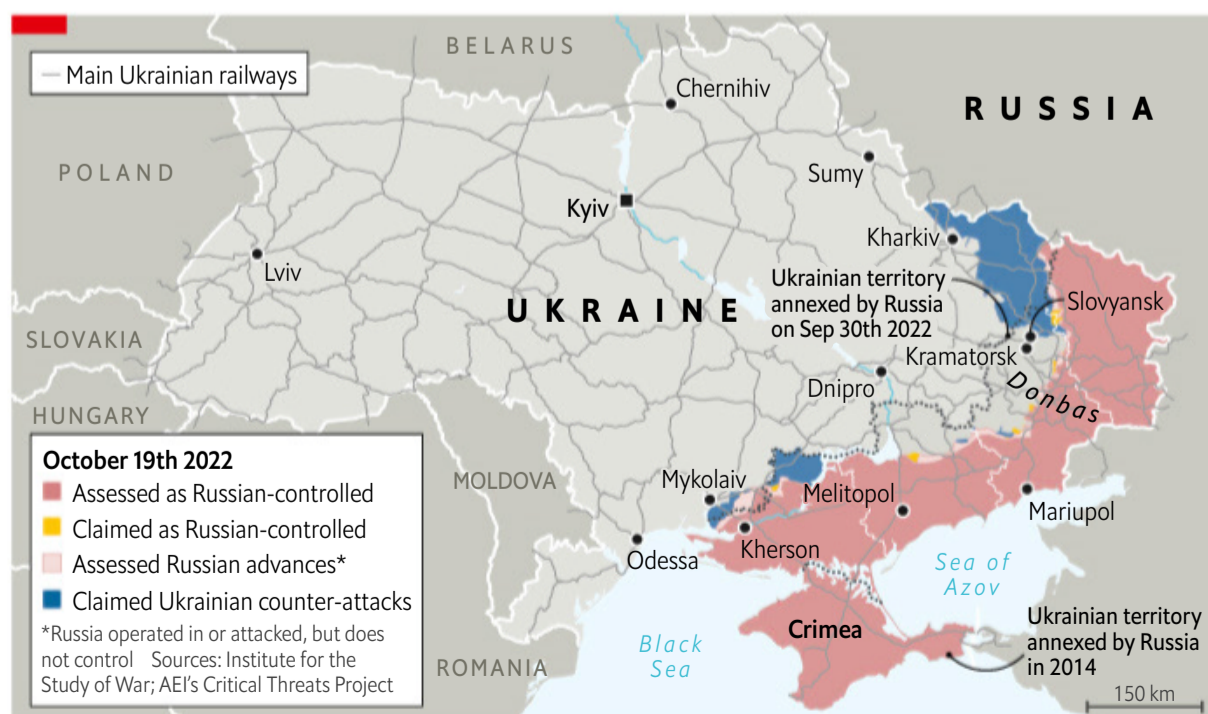 Main Ukrainian railways
BELARUS
Chernihiv
RUSSIA
POLAND
Sumy
Kyiv
Kharkiv
Lviv
Ukrainian territory
annexed by Russia
on Sep 30th 2022
UKRAINE
Slovyansk
SLOVAKIA
Kramatorsk
Dnipro
Donbas
HUNGARY
October 19th 2022
Assessed as Russian-controlled
Claimed as Russian-controlled
Assessed Russian advances*
Claimed Ukrainian counter-attacks
*Russia operated in or attacked, but does
not control Sources: Institute for the
Study of War; AEI’s Critical Threats Project
MOLDOVA
Mykolaiv
Melitopol
Mariupol
Odessa
Kherson
Sea of
Azov
Crimea
Ukrainian territory
annexed by Russia
in 2014
Black
Sea
ROMANIA
150 km